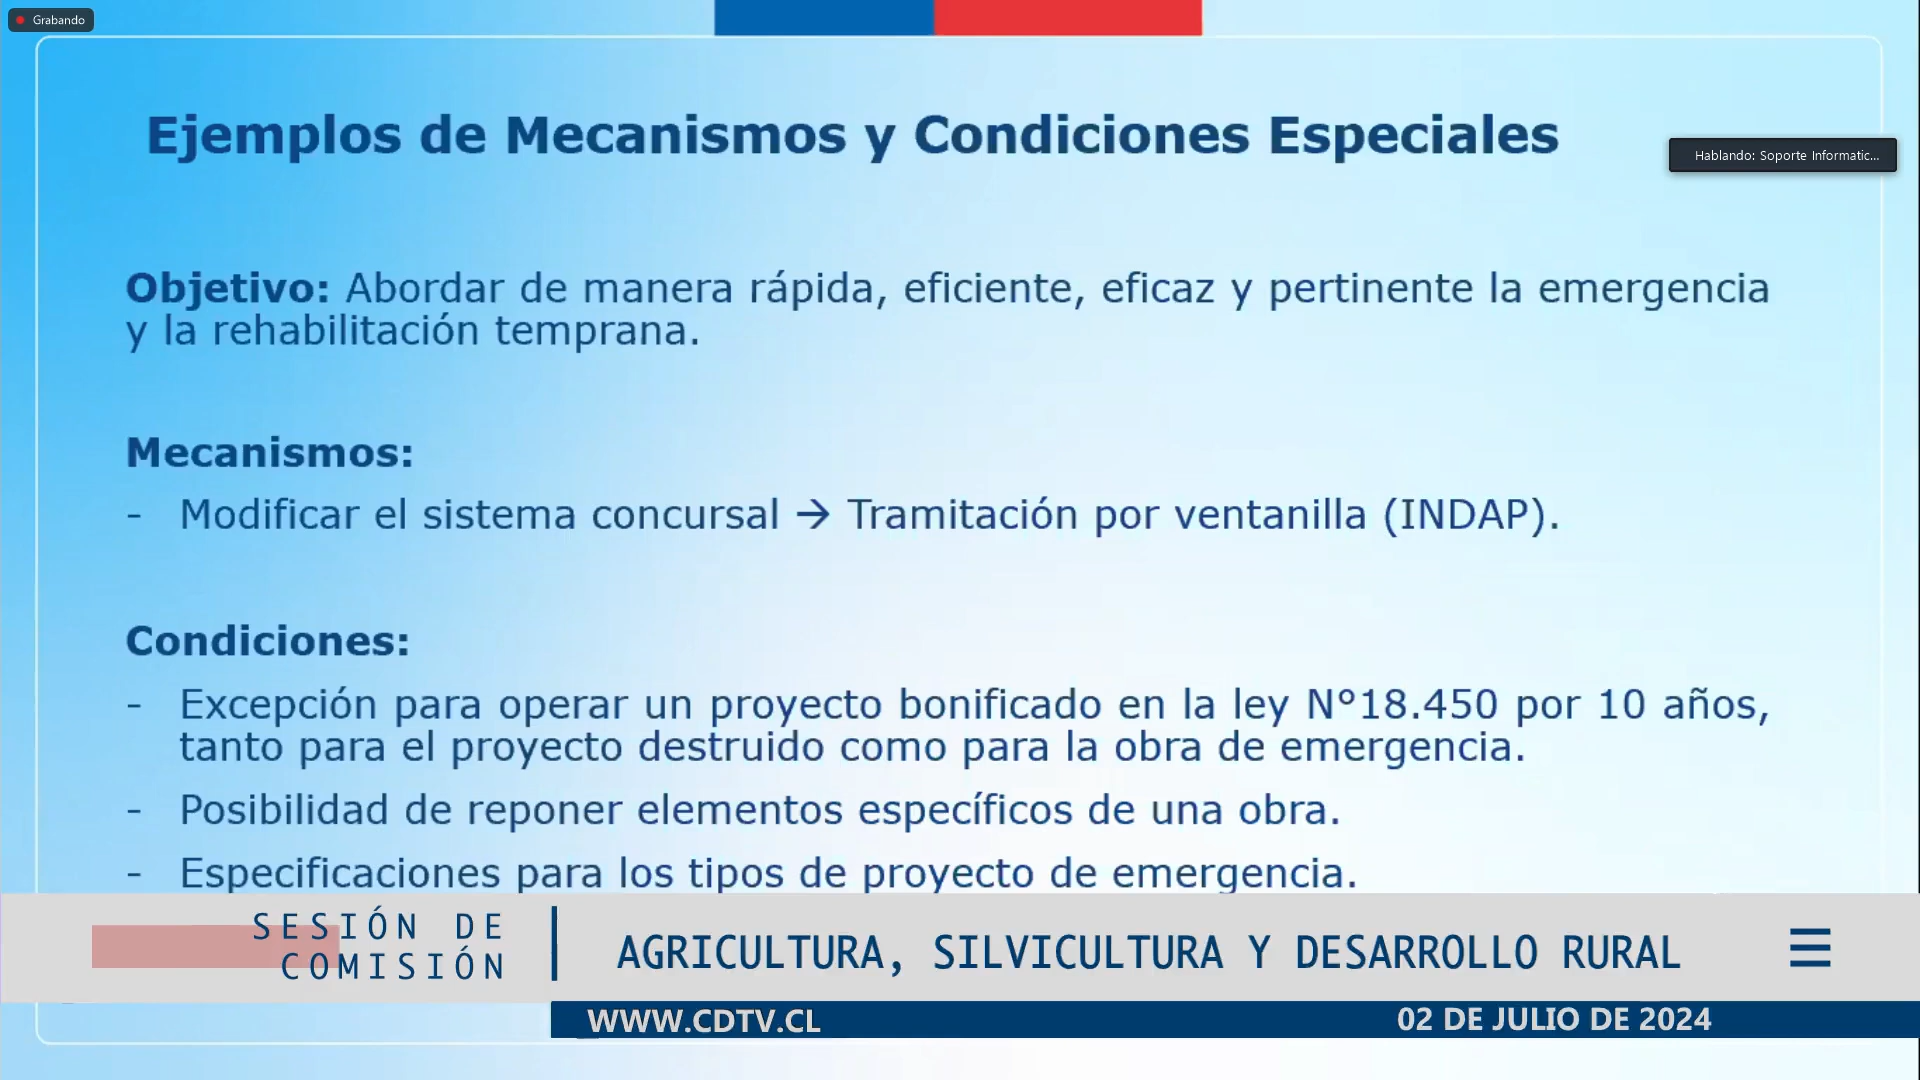 Grabando
Ejemplos de Mecanismos y Condiciones Especiales
Hablando: Soporte Informatic...
Objetivo: Abordar de manera rápida, eficiente, eficaz y pertinente la emergencia
y la rehabilitación temprana.
Mecanismos:
- Modificar el sistema concursal → Tramitación por ventanilla (INDAP).
Condiciones:
- Excepción para operar un proyecto bonificado en la ley N°18.450 por 10 años,
tanto para el proyecto destruido como para la obra de emergencia.
- Posibilidad de reponer elementos específicos de una obra.
- Especificaciones para los tipos de proyecto de emergencia.
SESIÓN DE
COMISIÓN
AGRICULTURA, SILVICULTURA Y DESARROLLO RURAL
WWW.CDTV.CL
02 DE JULIO DE 2024